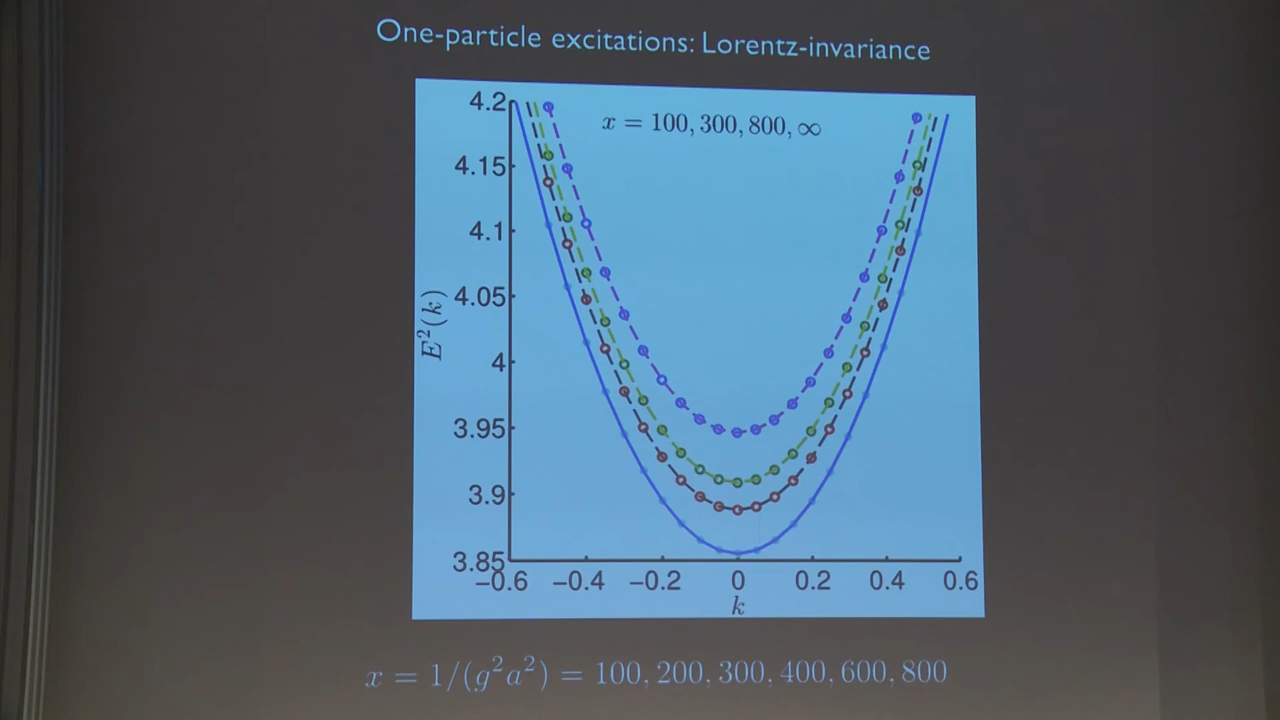 One-particle excitations: Lorentz-invariance
x = 100, 300, 800, ∞
4.2
4.15
4.1
4.05
4
3.95
3.9
3.85
E²(k)
−0.6 −0.4 −0.2 0 0.2 0.4 0.6
k
x = 1/(g²a²) = 100, 200, 300, 400, 600, 800